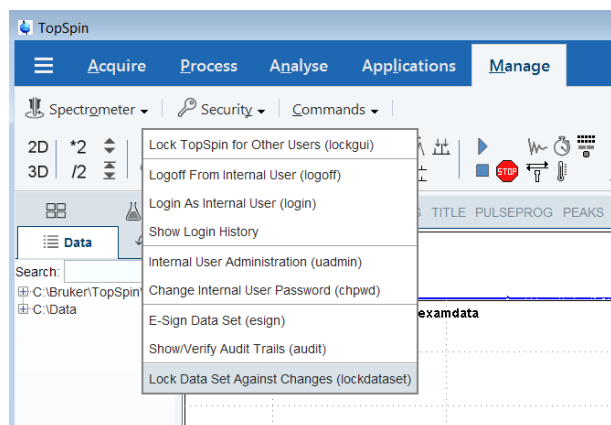 TopSpin
Acquire Process Analyse Applications Manage
Spectrometer Security Commands
2D *2
3D /2
STOP
Lock TopSpin for Other Users (lockgui)
Logoff From Internal User (logoff)
Login As Internal User (login)
Show Login History
Internal User Administration (uadmin)
Change Internal User Password (chpwd)
E-Sign Data Set (esign)
Show/Verify Audit Trails (audit)
Lock Data Set Against Changes (lockdataset)
TITLE PULSEPROG PEAKS
Data
Search:
C:\Bruker\TopSpin
C:\Data
examdata